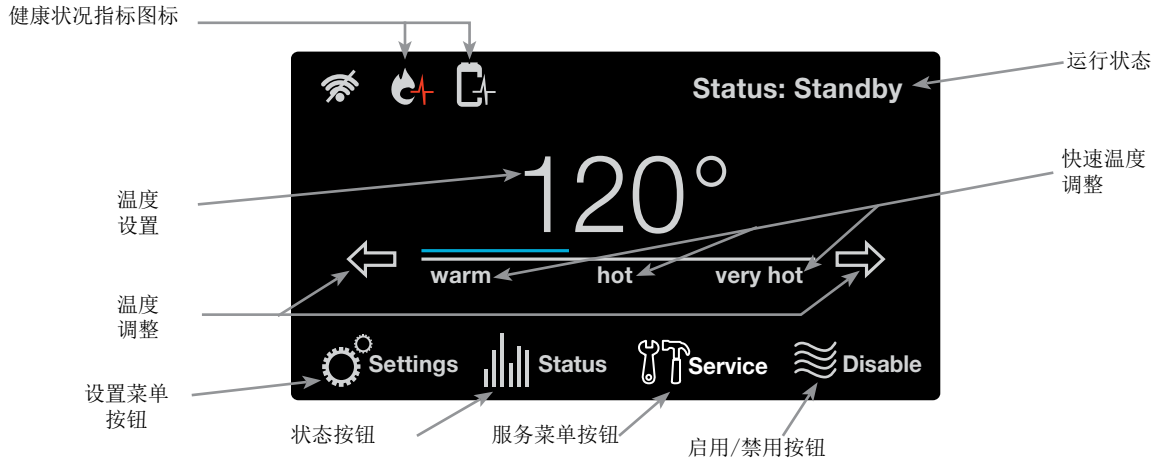 健康状况指标图标
运行状态
Status: Standby
快速温度
调整
120°
温度
设置
warm hot very hot
温度
调整
Settings Status Service Disable
设置菜单
按钮
状态按钮
服务菜单按钮
启用/禁用按钮